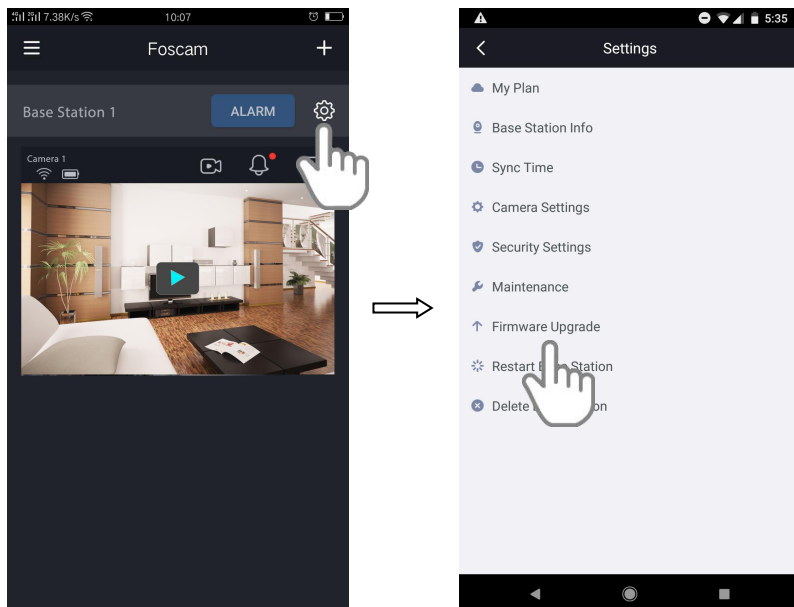 7.38K/s
10:07
Foscam
Base Station 1
ALARM
Camera 1
5:35
Settings
My Plan
Base Station Info
Sync Time
Camera Settings
Security Settings
Maintenance
Firmware Upgrade
Restart B Station
Delete on